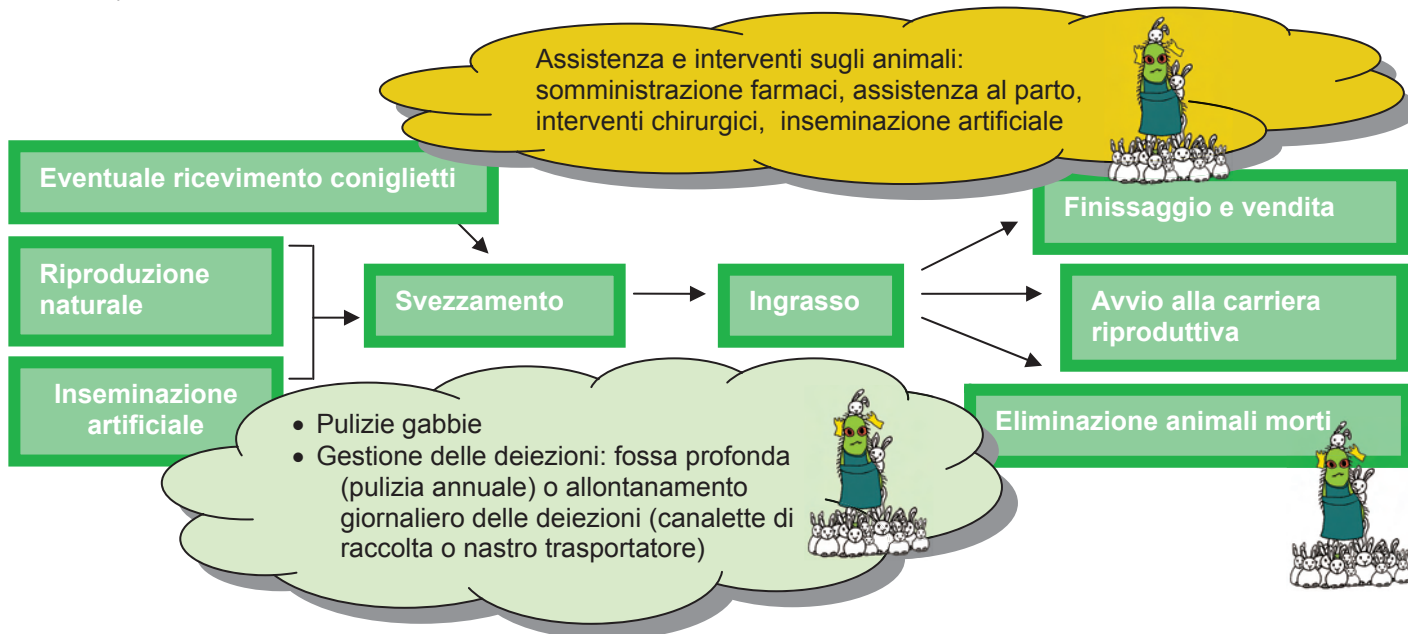 Assistenza e interventi sugli animali:
somministrazione farmaci, assistenza al parto,
interventi chirurgici, inseminazione artificiale
Eventuale ricevimento coniglietti
Riproduzione
naturale
Inseminazione
artificiale
Svezzamento
Ingrasso
Finissaggio e vendita
Avvio alla carriera
riproduttiva
Eliminazione animali morti
• Pulizie gabbie
• Gestione delle deiezioni: fossa profonda
(pulizia annuale) o allontanamento
giornaliero delle deiezioni (canalette di
raccolta o nastro trasportatore)